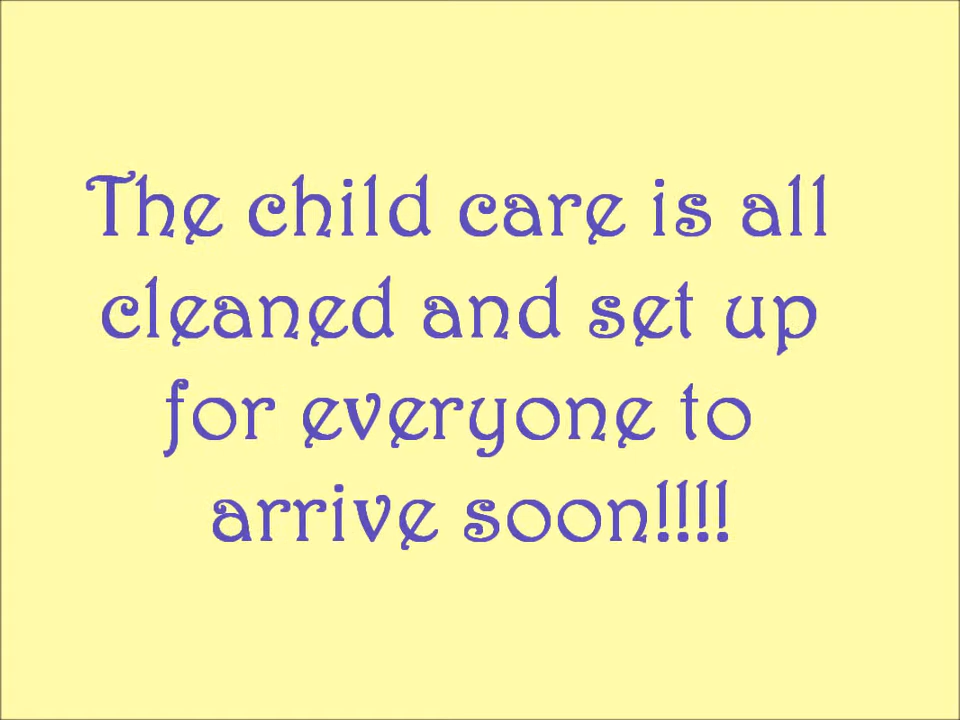 The child care is all
cleaned and set up
for everyone to
arrive soon!!!!